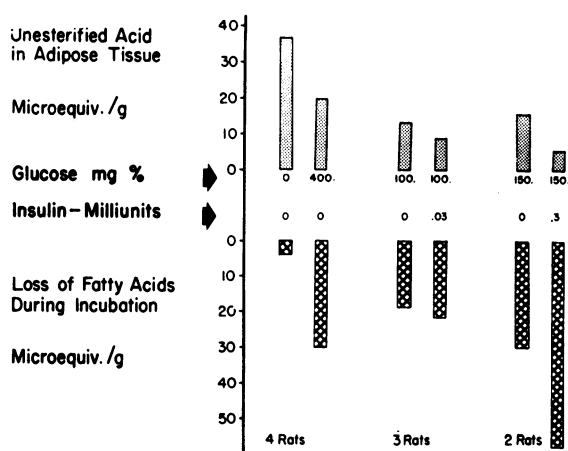 Unesterified Acid
in Adipose Tissue
Microequiv./g
40
30
20
10
0
Glucose mg %
0 400. 100. 100. 150. 150.
Insulin-Milliunits
0 0 0 .03 0 .3
Loss of Fatty Acids
During Incubation
Microequiv./g
0
10
20
30
40
50
4 Rats 3 Rats 2 Rats